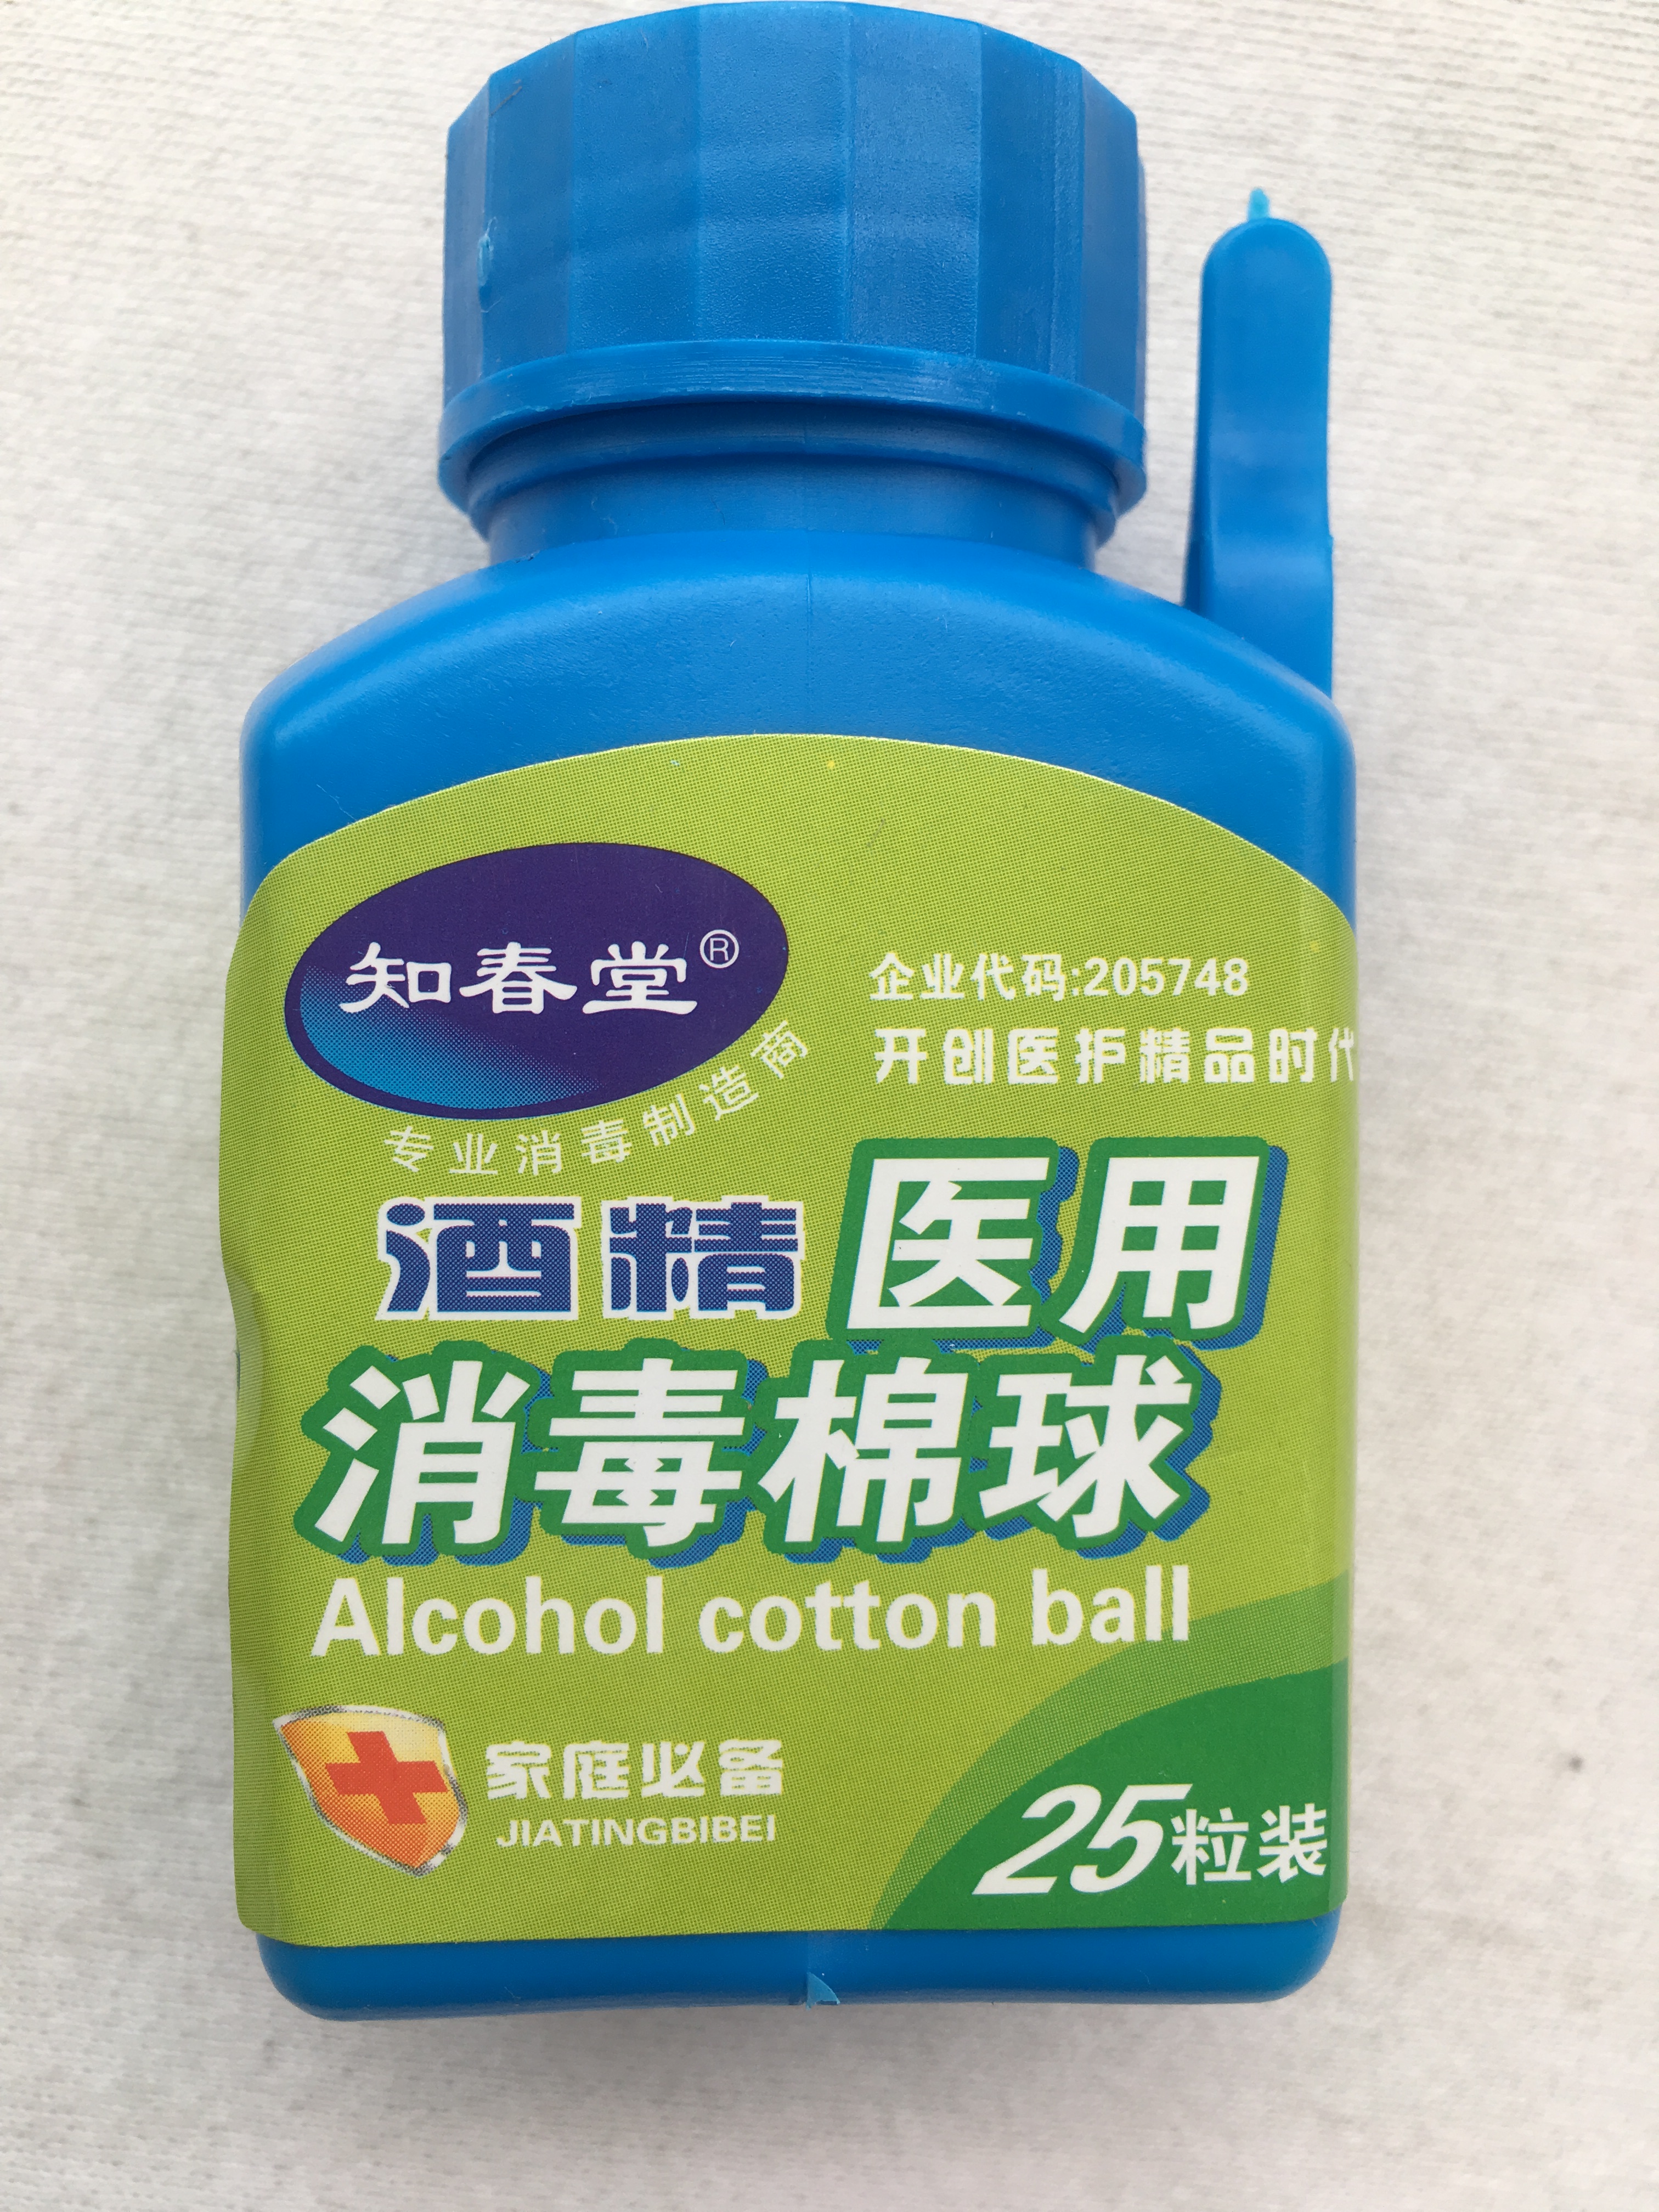 知春堂®
企业代码:205748
开创医护精品时代
专业消毒制造商
酒精医用
消毒棉球
Alcohol cotton ball
家庭必备
JIATINGBIBEI
25粒装